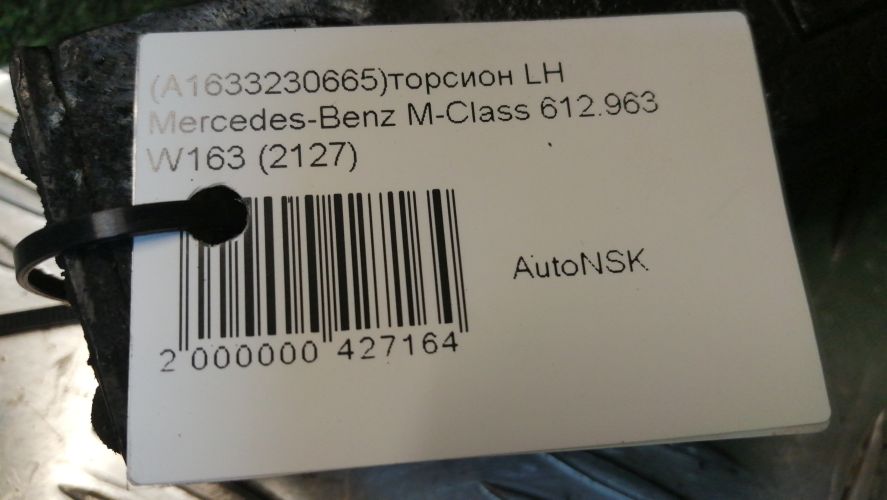 (A1633230665)торсион LH
Mercedes-Benz M-Class 612.963
W163 (2127)
AutoNSK
2 000000 427164